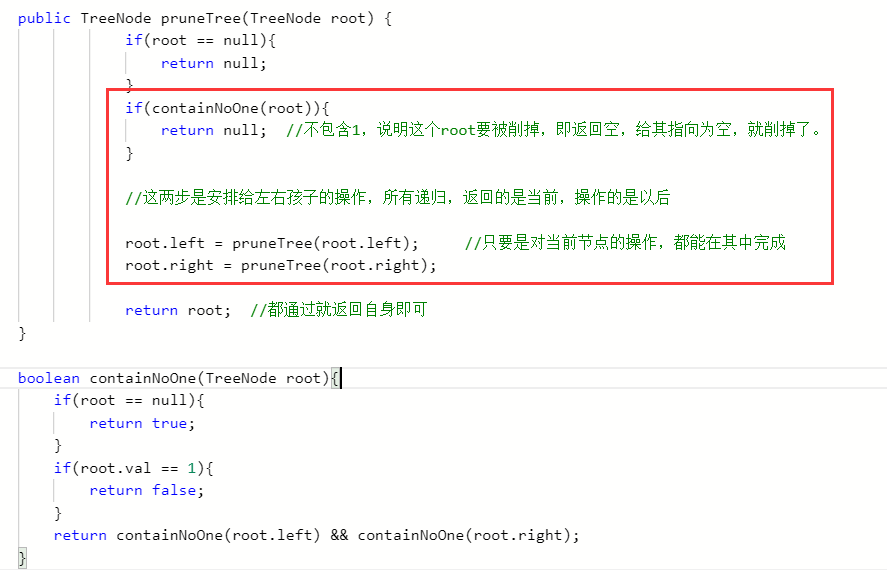 public TreeNode pruneTree(TreeNode root) {
if(root == null){
return null;
}
if(containNoOne(root)){
return null; //不包含1, 说明这个root要被削掉, 即返回空, 给其指向为空, 就削掉了。
}
//这两步是安排给左右孩子的操作, 所有递归, 返回的是当前, 操作的是以后
root.left = pruneTree(root.left); //只要是对当前节点的操作, 都能在其中完成
root.right = pruneTree(root.right);
return root; //都通过就返回自身即可
}
boolean containNoOne(TreeNode root){
if(root == null){
return true;
}
if(root.val == 1){
return false;
}
return containNoOne(root.left) && containNoOne(root.right);
}